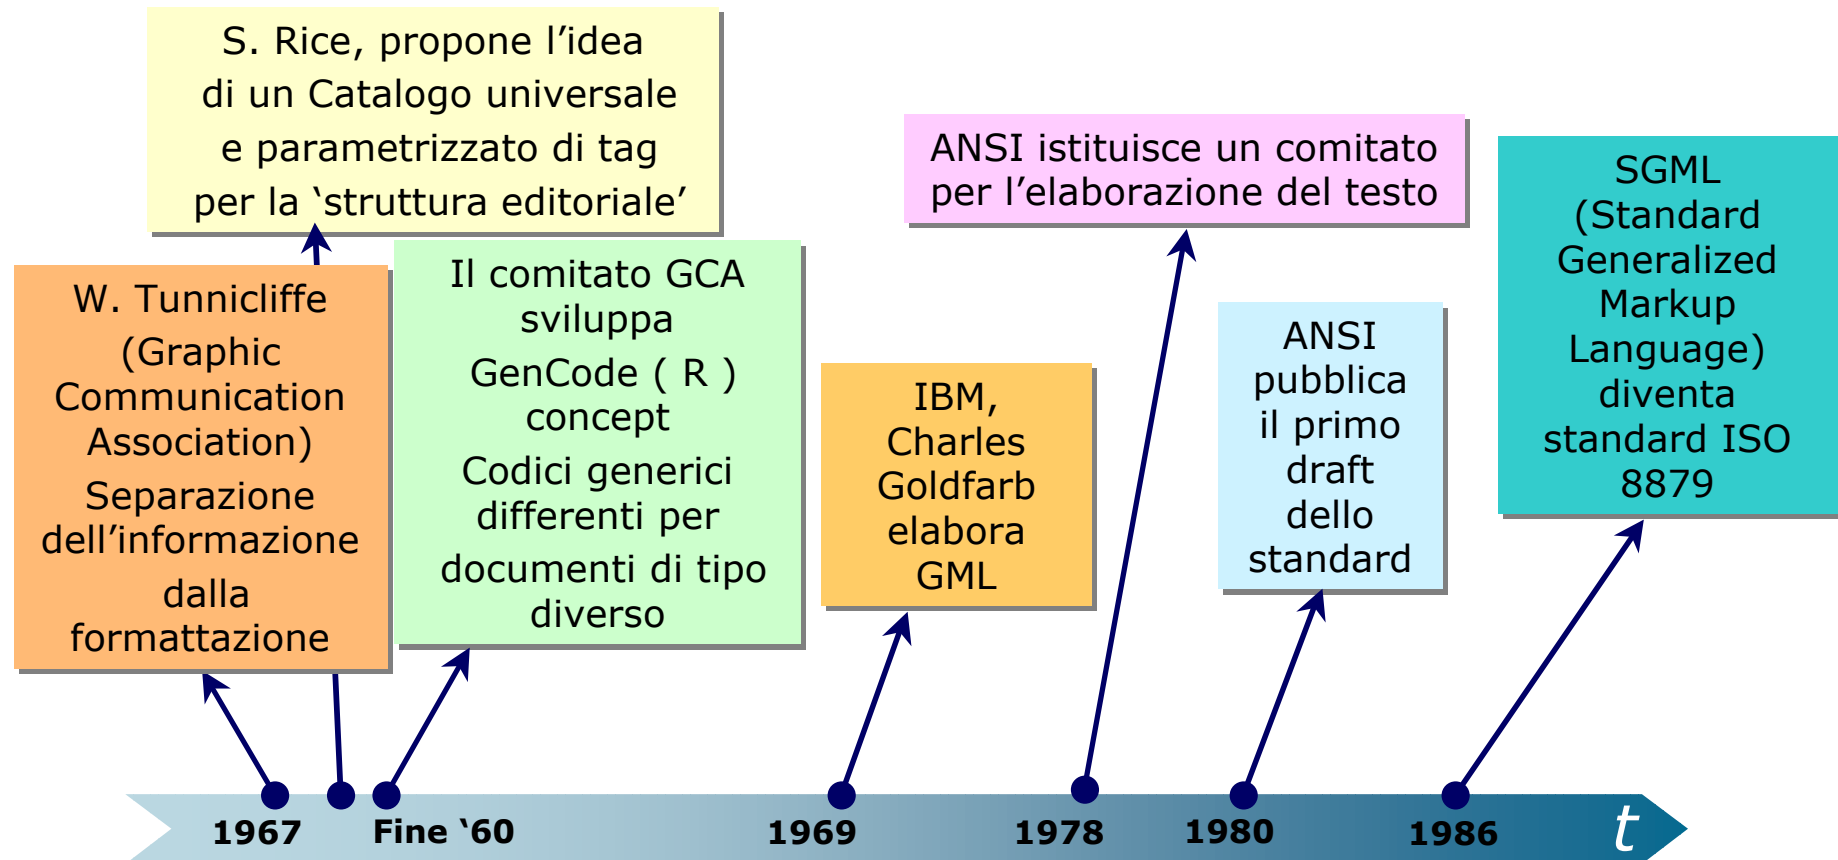 S. Rice, propone l’idea
di un Catalogo universale
e parametrizzato di tag
per la ‘struttura editoriale’
W. Tunnicliffe
(Graphic
Communication
Association)
Separazione
dell’informazione
dalla
formattazione
Il comitato GCA
sviluppa
GenCode ( R )
concept
Codici generici
differenti per
documenti di tipo
diverso
IBM,
Charles
Goldfarb
elabora
GML
ANSI istituisce un comitato
per l’elaborazione del testo
ANSI
pubblica
il primo
draft
dello
standard
SGML
(Standard
Generalized
Markup
Language)
diventa
standard ISO
8879
1967
Fine ‘60
1969
1978
1980
1986
t